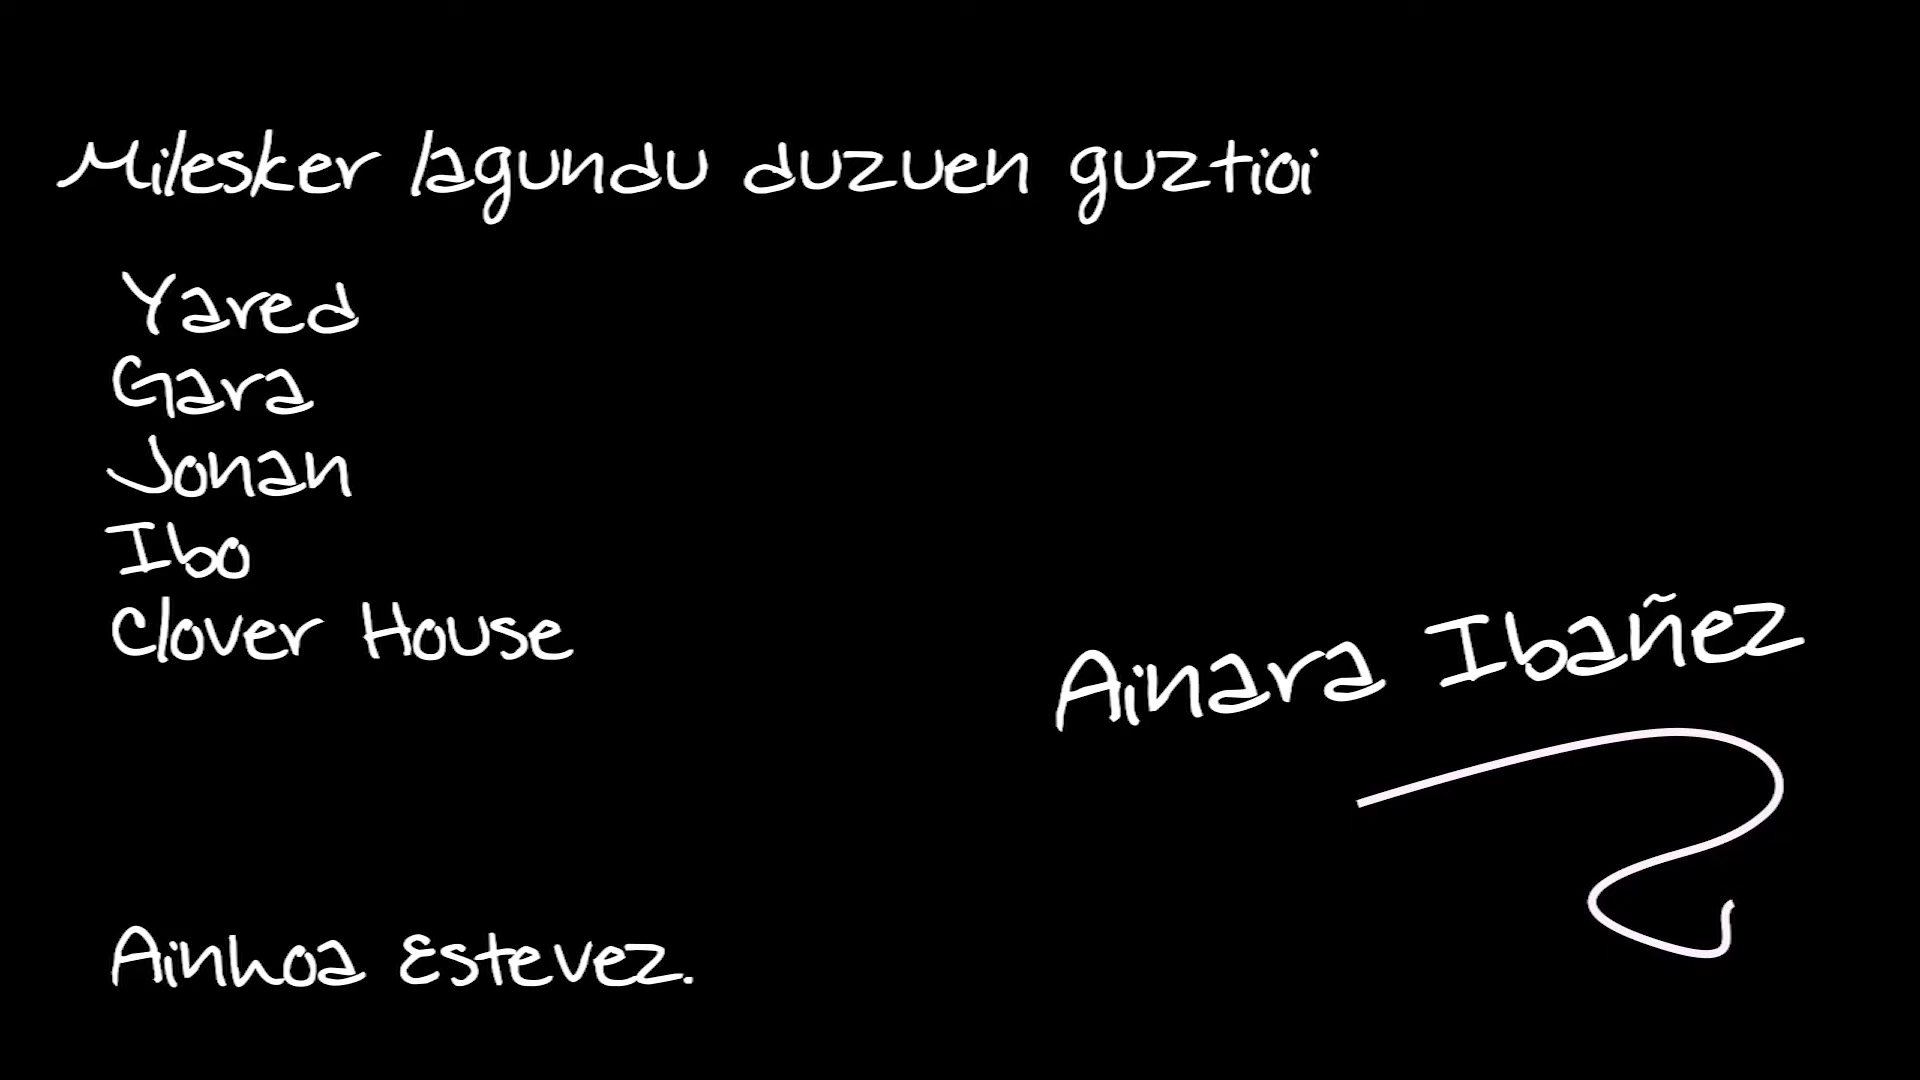 Milesker lagundu duzuen guztioi
Yared
Gara
Jonan
Ibo
Clover House
Ainara Ibañez
Ainhoa Estevez.